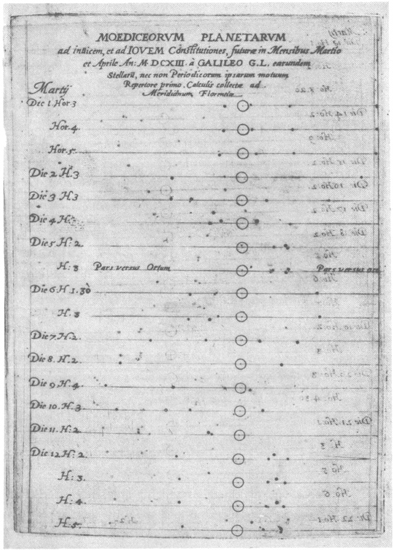 MOEDICEORVM PLANETARVM
ad inuicem, et ad IOVEM Constitutiones, futuræ in Mensibus Martio
et Aprile An: M·DCXIII· à GALILEO G.L. earundem
Stellarū, nec non Periodicorum ipsarum motuum
Repertore primo. Calculis collectæ ad
Meridianum Florentiæ
Martij
Die 1 Hor 3
Hor. 4.
Hor. 5.
Die 2 H. 3
Die 3 H 3
Die 4 H:
Die 5 H: 2.
H: 3 Pars versus Ortum Pars versus occ
Die 6 H 1.30
H. 3
Die 7 H 2.
Die 8. H. 2.
Die 9 H. 4
Die 10. H. 3
Die 11. H: 2
Die 12 H: 2
H: 3.
H: 4.
H. 5.